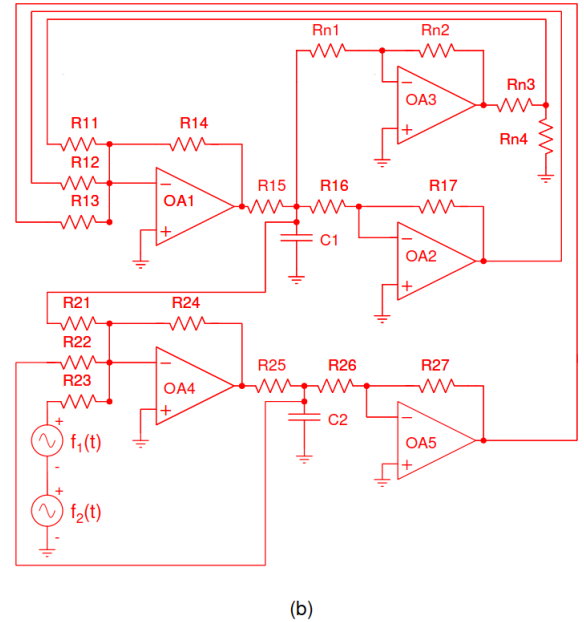 Rn1 Rn2
OA3
Rn3
Rn4
R11
R12
R13
R14
OA1
R15
R16
R17
C1
OA2
R21
R22
R23
R24
OA4
R25
R26
R27
C2
OA5
f₁(t)
f₂(t)
+
-
+
-
-
+
-
+
-
+
-
+
-
+
(b)